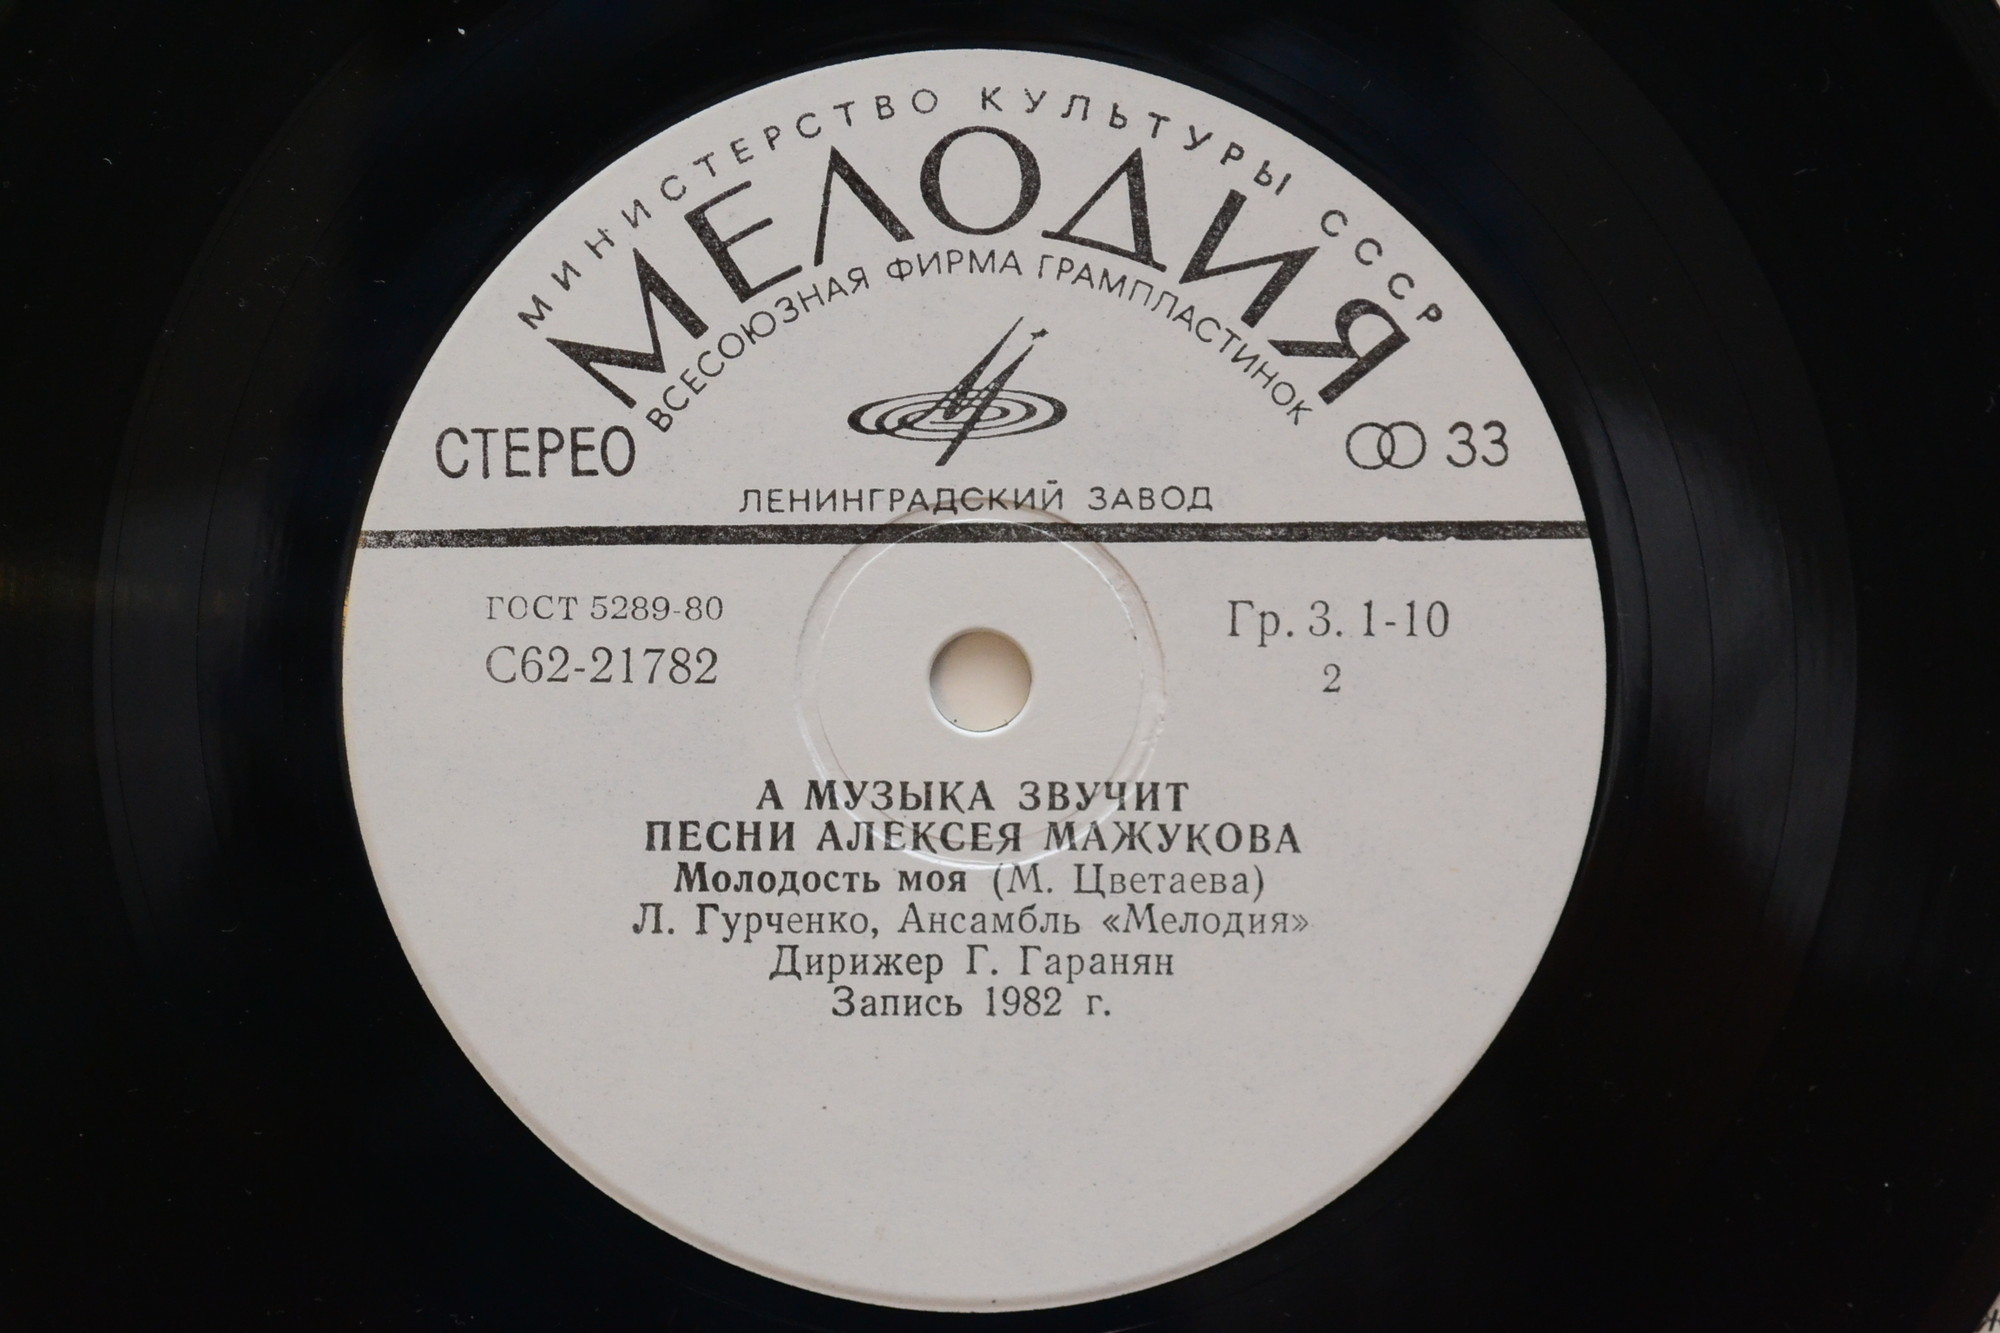 МИНИСТЕРСТВО КУЛЬТУРЫ СССР
МЕЛОДИЯ
ВСЕСОЮЗНАЯ ФИРМА ГРАМПЛАСТИНОК
СТЕРЕО
33
ЛЕНИНГРАДСКИЙ ЗАВОД
ГОСТ 5289-80
Гр. 3. 1-10
С62-21782
2
А МУЗЫКА ЗВУЧИТ
ПЕСНИ АЛЕКСЕЯ МАЖУКОВА
Молодость моя (М. Цветаева)
Л. Гурченко, Ансамбль «Мелодия»
Дирижер Г. Гаранян
Запись 1982 г.